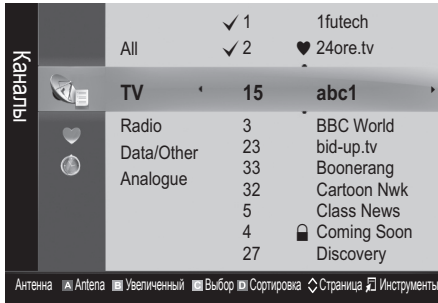 Каналы
✓ 1 1futech
All ✓ 2 ♥ 24ore.tv
TV 15 abc1
Radio 3 BBC World
Data/Other 23 bid-up.tv
Analogue 33 Boonerang
32 Cartoon Nwk
5 Class News
4 Coming Soon
27 Discovery
Антенна A Antena B Увеличенный C Выбор D Сортировка Страница Инструменты